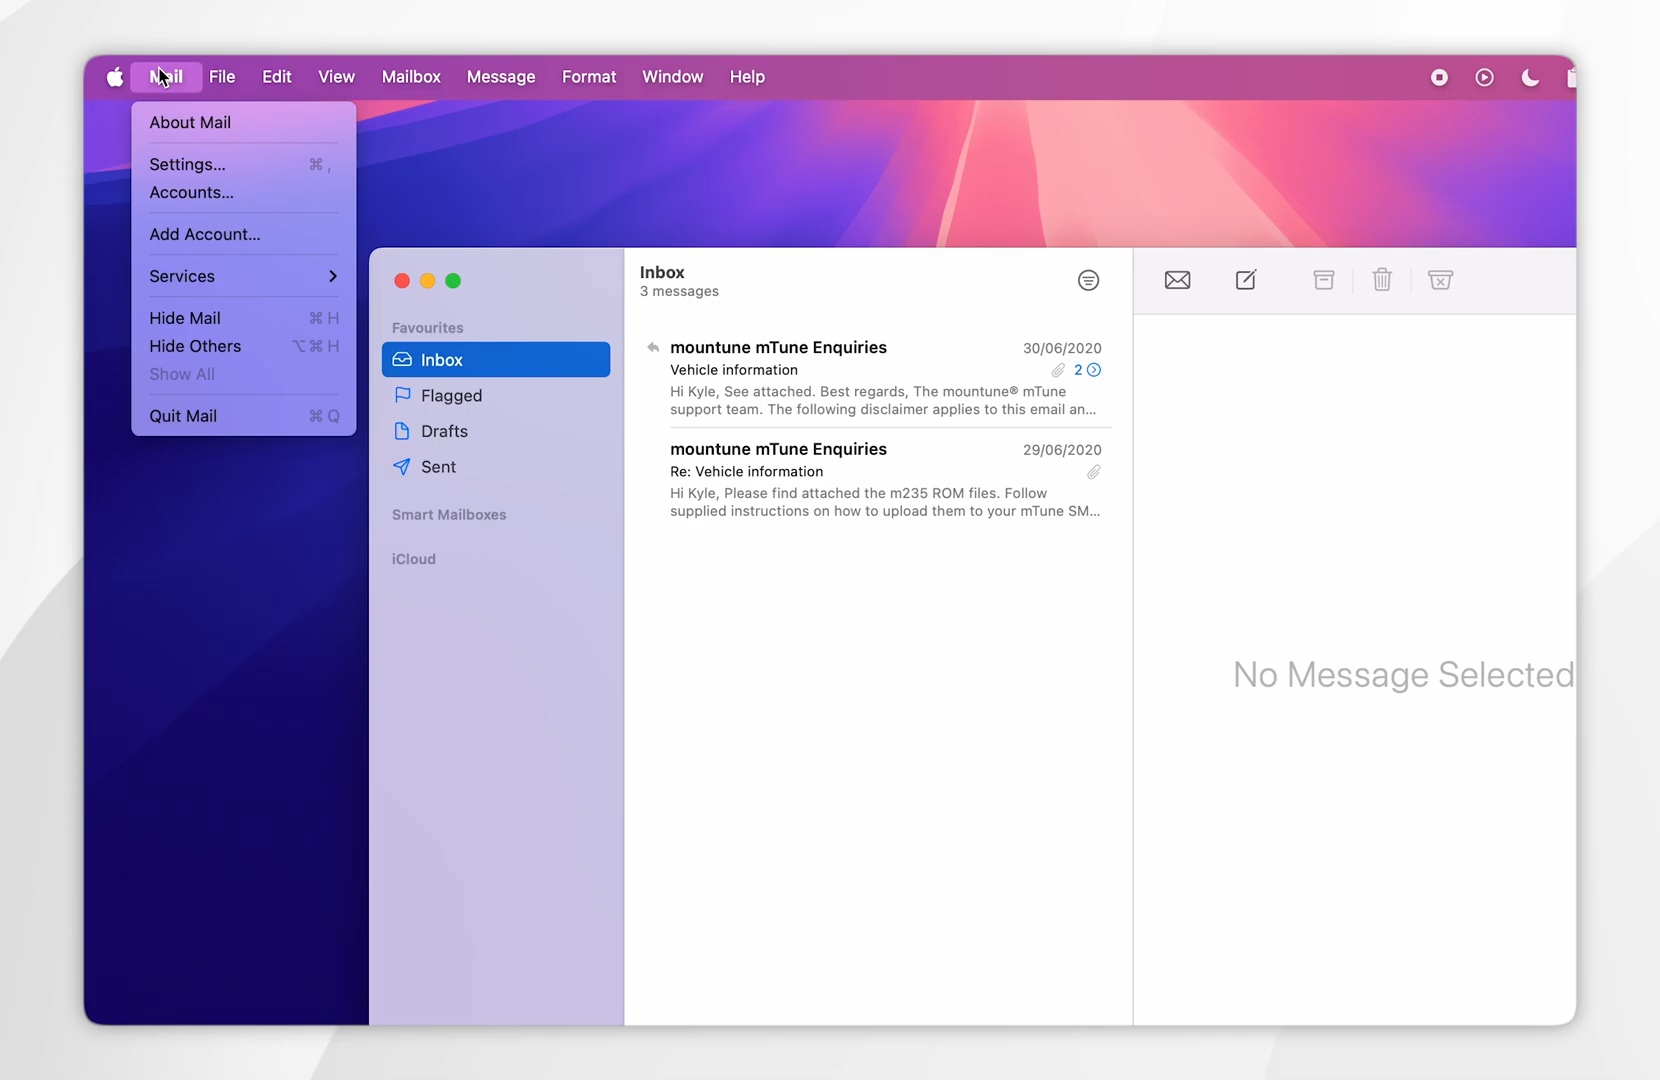 Mail File Edit View Mailbox Message Format Window Help
About Mail
Settings... ⌘ ,
Accounts...
Add Account...
Services
Hide Mail ⌘ H
Hide Others ⌥ ⌘ H
Show All
Quit Mail ⌘ Q
Favourites
Inbox
Flagged
Drafts
Sent
Smart Mailboxes
iCloud
Inbox
3 messages
mountune mTune Enquiries 30/06/2020
Vehicle information 2
Hi Kyle, See attached. Best regards, The mountune® mTune
support team. The following disclaimer applies to this email an...
mountune mTune Enquiries 29/06/2020
Re: Vehicle information
Hi Kyle, Please find attached the m235 ROM files. Follow
supplied instructions on how to upload them to your mTune SM...
No Message Selected